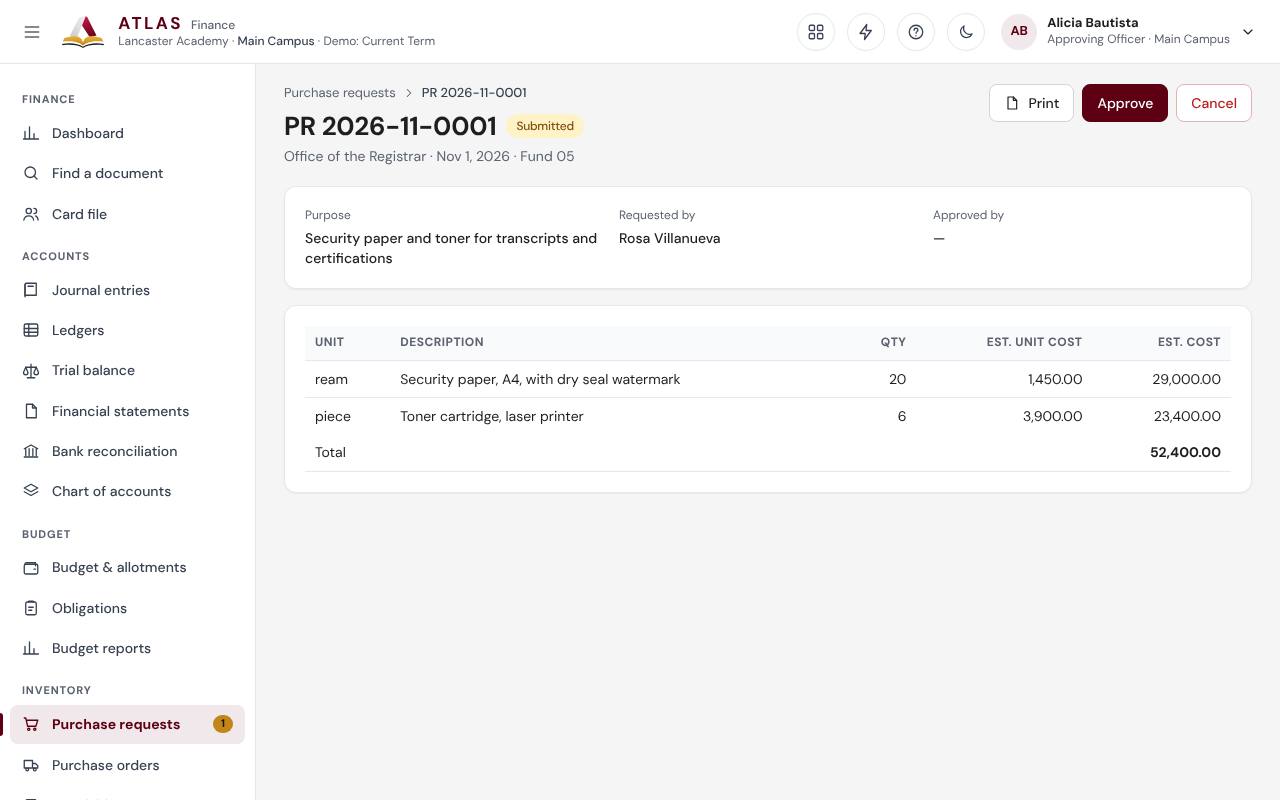 ATLAS Finance
Lancaster Academy · Main Campus · Demo: Current Term
AB
Alicia Bautista
Approving Officer · Main Campus
FINANCE
Dashboard
Find a document
Card file
ACCOUNTS
Journal entries
Ledgers
Trial balance
Financial statements
Bank reconciliation
Chart of accounts
BUDGET
Budget & allotments
Obligations
Budget reports
INVENTORY
Purchase requests 1
Purchase orders
Purchase requests > PR 2026-11-0001
PR 2026-11-0001 Submitted
Office of the Registrar · Nov 1, 2026 · Fund 05
Print Approve Cancel
Purpose Requested by Approved by
Security paper and toner for transcripts and Rosa Villanueva —
certifications
UNIT DESCRIPTION QTY EST. UNIT COST EST. COST
ream Security paper, A4, with dry seal watermark 20 1,450.00 29,000.00
piece Toner cartridge, laser printer 6 3,900.00 23,400.00
Total 52,400.00